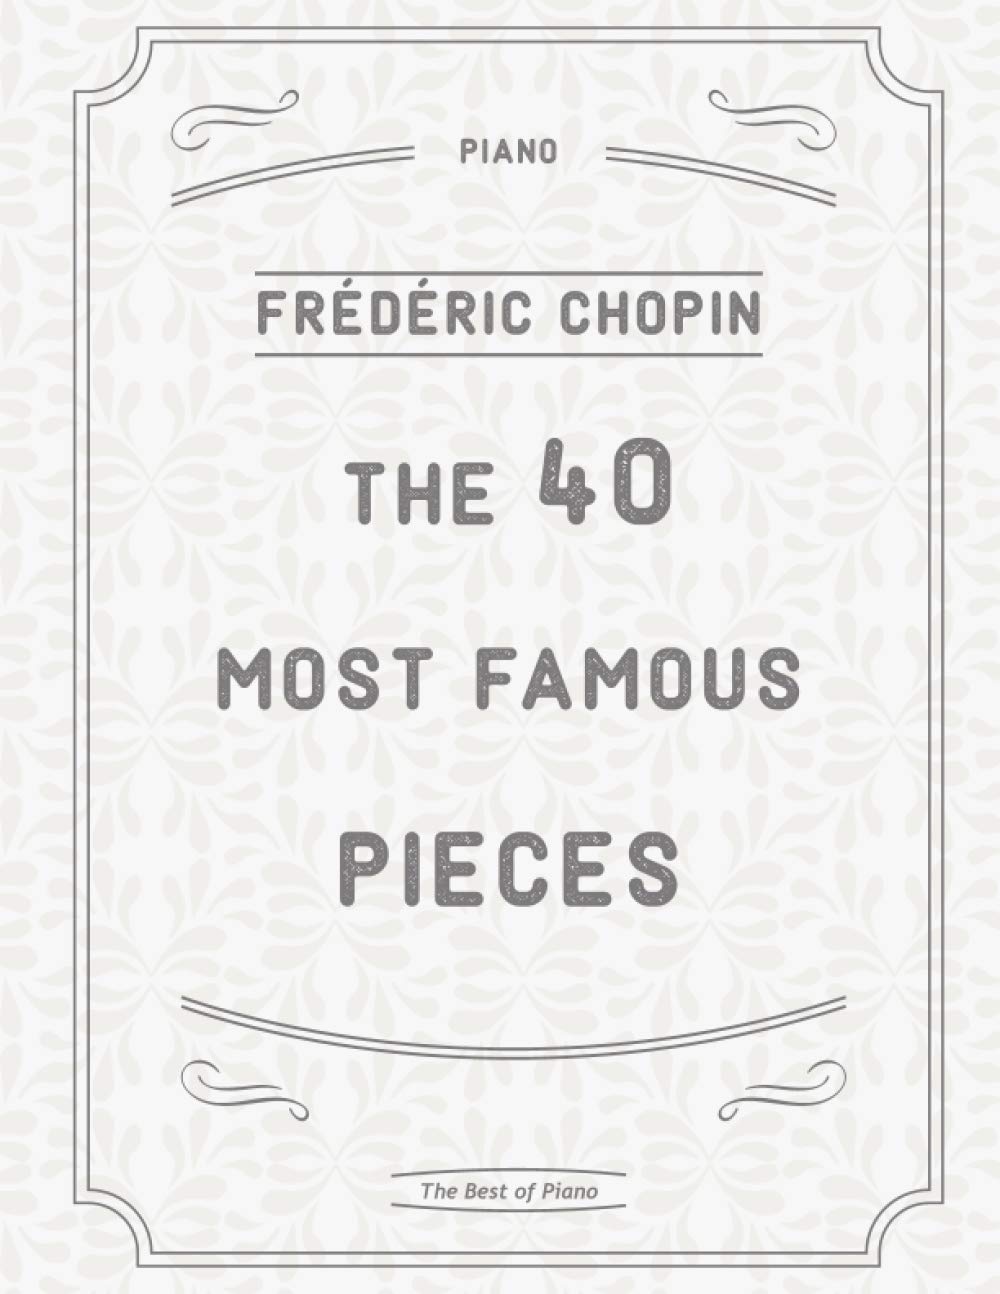 PIANO
FRÉDÉRIC CHOPIN
THE 40
MOST FAMOUS
PIECES
The Best of Piano